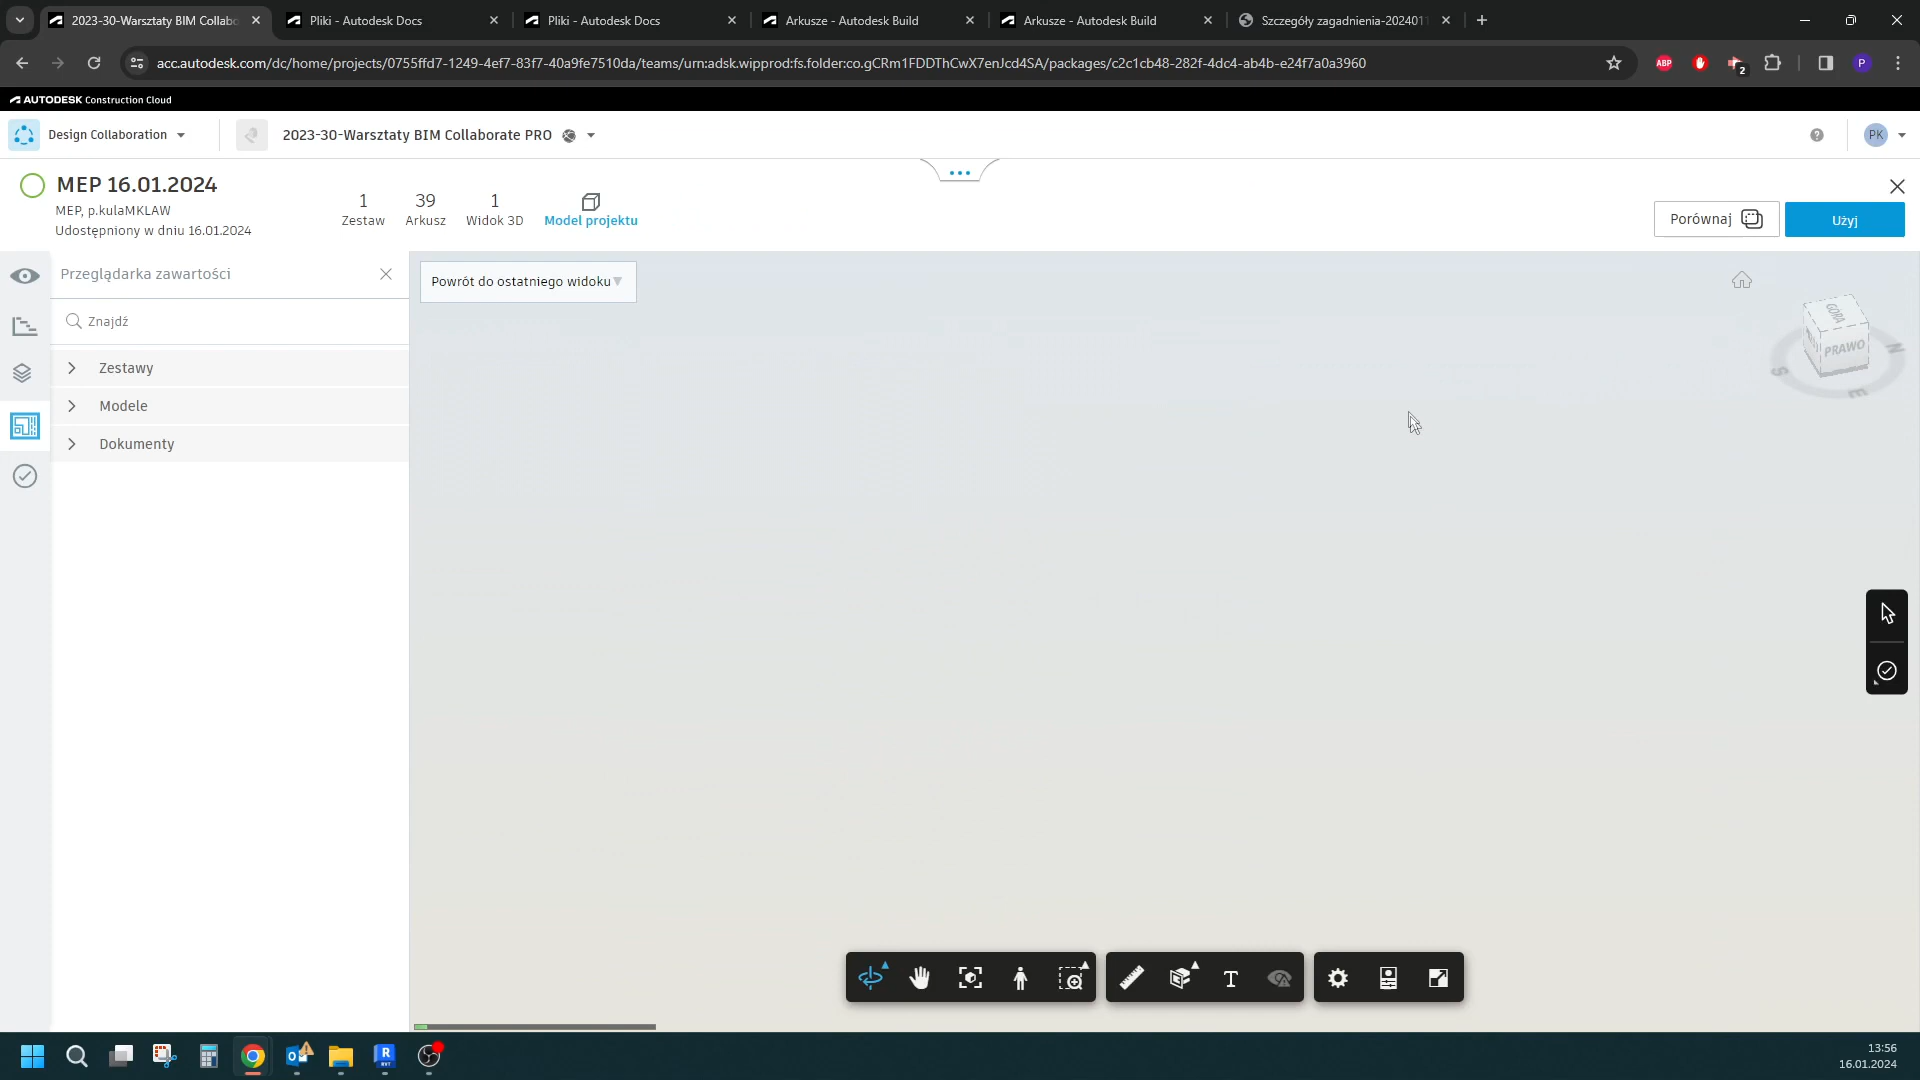 2023-30-Warsztaty BIM Collabo
Pliki - Autodesk Docs
Pliki - Autodesk Docs
Arkusze - Autodesk Build
Arkusze - Autodesk Build
Szczegóły zagadnienia-202401
acc.autodesk.com/dc/home/projects/0755ffd7-1249-4ef7-83f7-40a9fe7510da/teams/urn:adsk.wipprod:fs.folder:co.gCRm1FDDThCwX7enJcd4SA/packages/c2c1cb48-282f-4dc4-ab4b-e24f7a0a3960
ABP
2
P
AUTODESK Construction Cloud
Design Collaboration
2023-30-Warsztaty BIM Collaborate PRO
PK
MEP 16.01.2024
MEP, p.kulaMKLAW
Udostępniony w dniu 16.01.2024
1
Zestaw
39
Arkusz
1
Widok 3D
Model projektu
Porównaj
Użyj
Przeglądarka zawartości
Znajdź
Zestawy
Modele
Dokumenty
Powrót do ostatniego widoku
GÓRA
PRAWO
N
S
E
T
13:56
16.01.2024